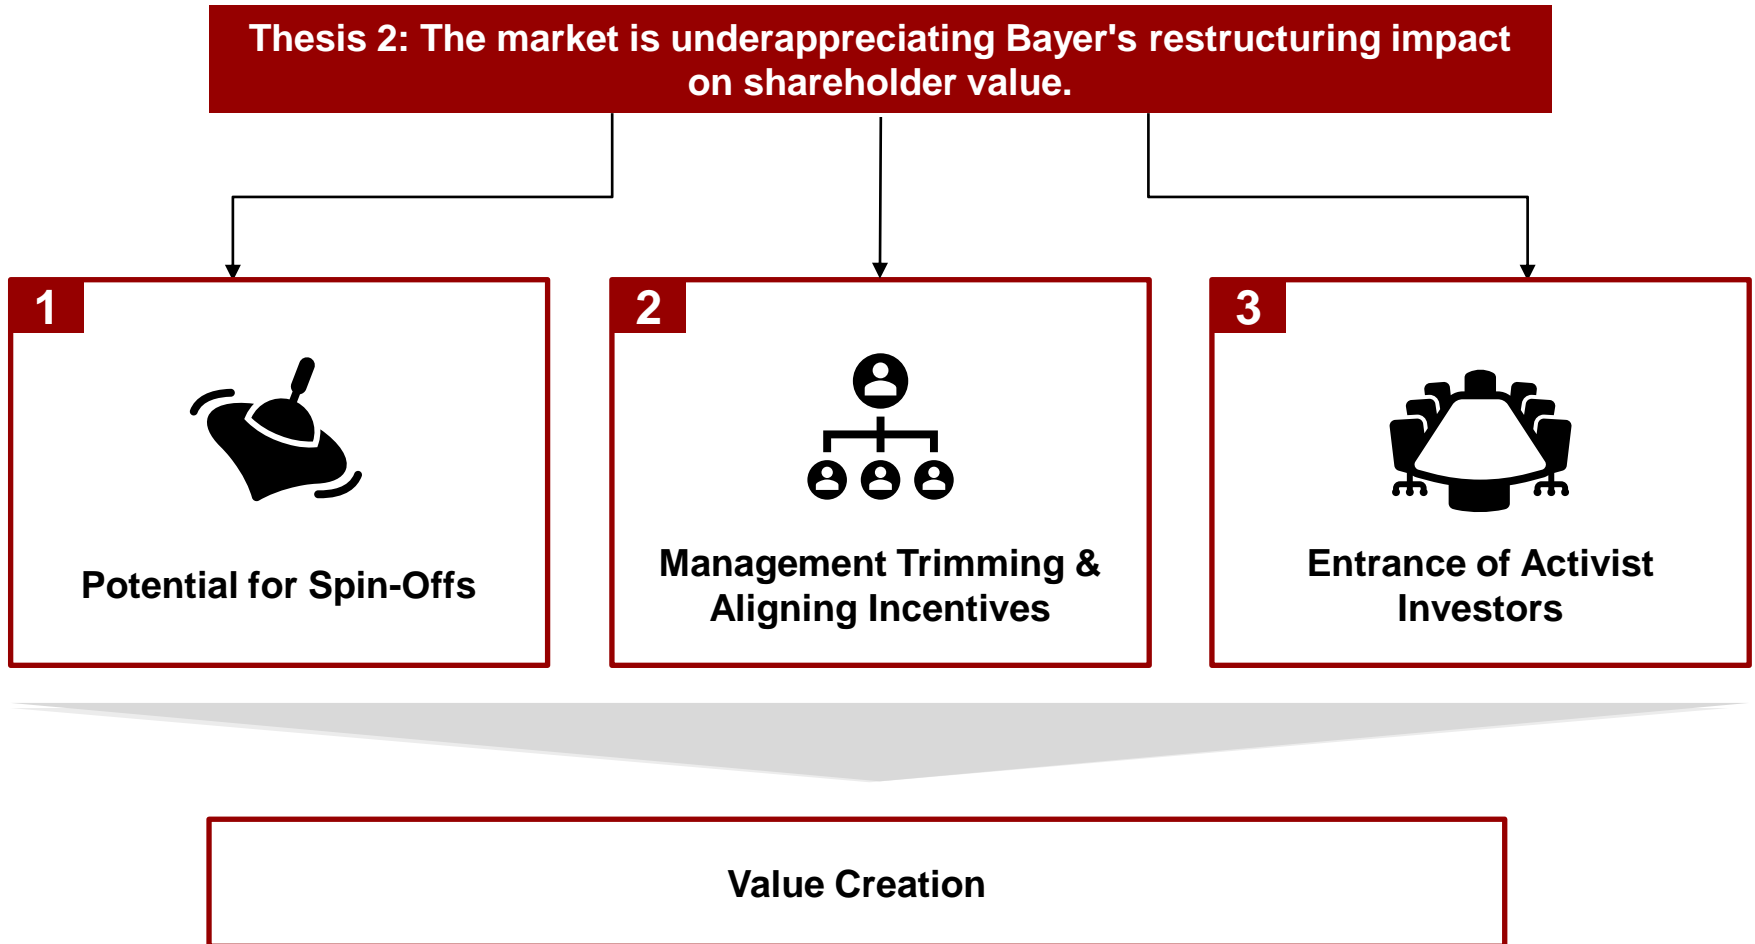 Thesis 2: The market is underappreciating Bayer's restructuring impact
on shareholder value.
1
Potential for Spin-Offs
2
Management Trimming &
Aligning Incentives
3
Entrance of Activist
Investors
Value Creation